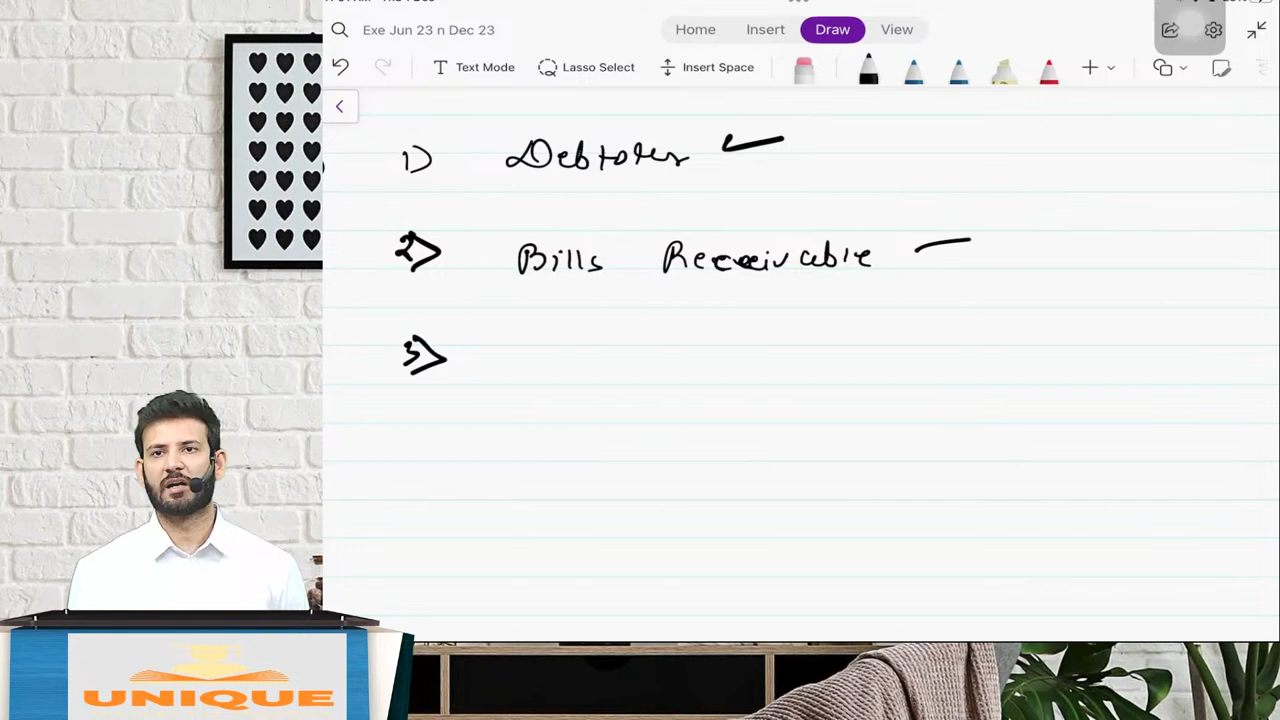 Exe Jun 23 n Dec 23
Home Insert Draw View
Text Mode Lasso Select Insert Space
1) Debtors
2) Bills Receivable
3)
UNIQUE